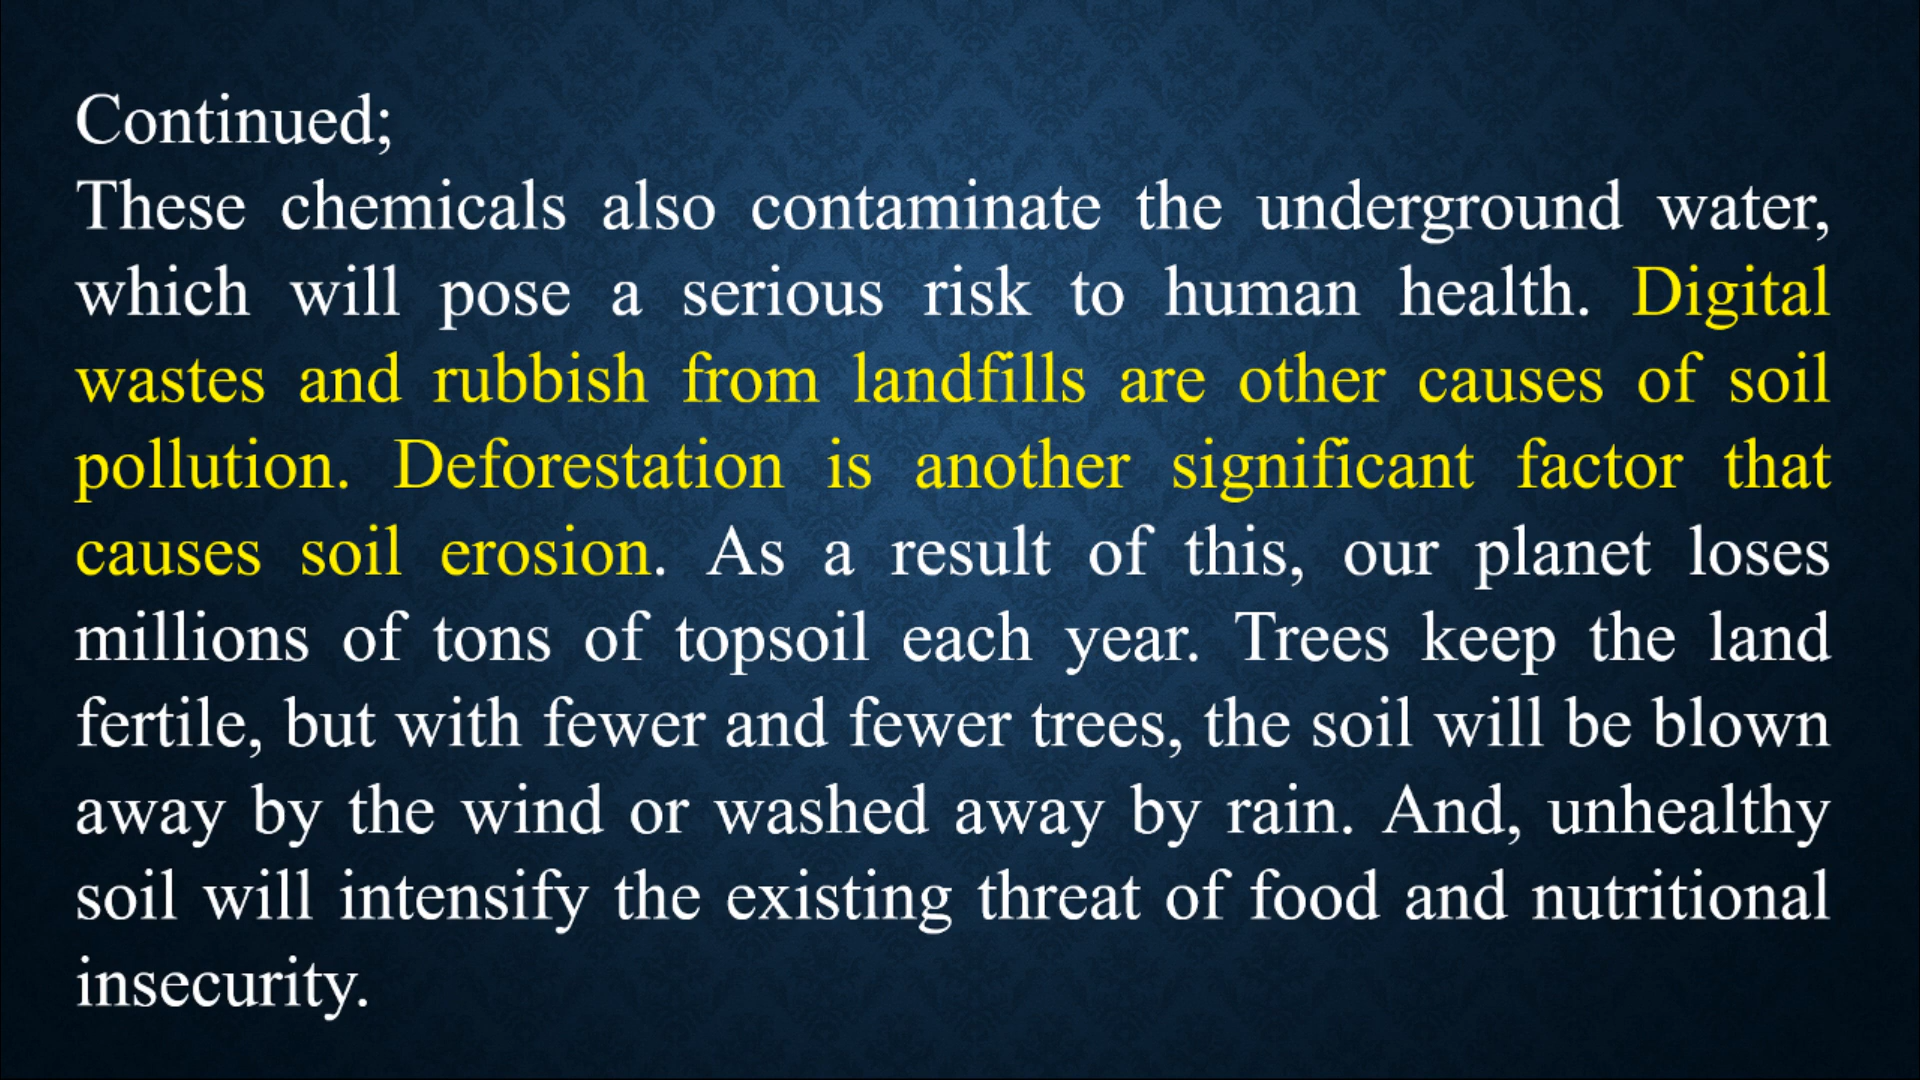 Continued;
These chemicals also contaminate the underground water,
which will pose a serious risk to human health. Digital
wastes and rubbish from landfills are other causes of soil
pollution. Deforestation is another significant factor that
causes soil erosion. As a result of this, our planet loses
millions of tons of topsoil each year. Trees keep the land
fertile, but with fewer and fewer trees, the soil will be blown
away by the wind or washed away by rain. And, unhealthy
soil will intensify the existing threat of food and nutritional
insecurity.